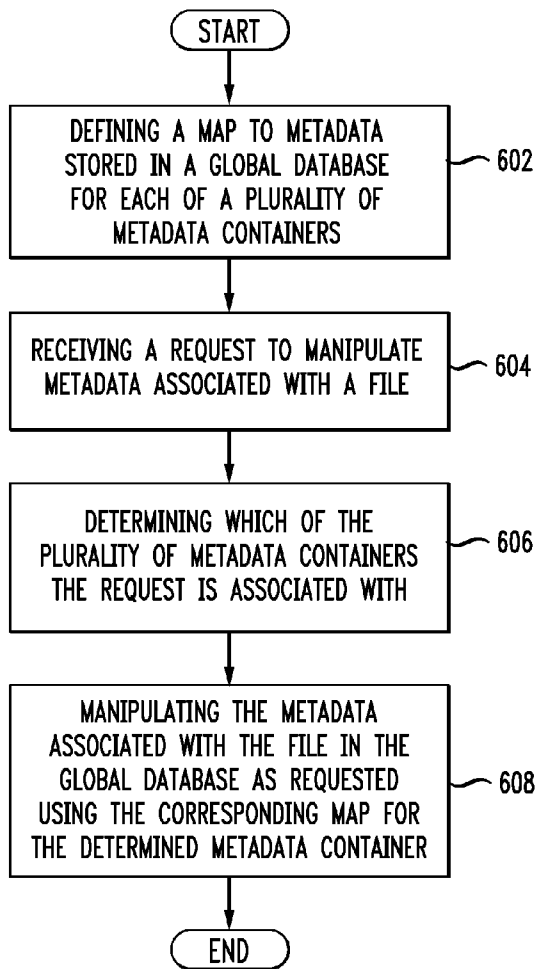 START
DEFINING A MAP TO METADATA
STORED IN A GLOBAL DATABASE
FOR EACH OF A PLURALITY OF
METADATA CONTAINERS
602
RECEIVING A REQUEST TO MANIPULATE
METADATA ASSOCIATED WITH A FILE
604
DETERMINING WHICH OF THE
PLURALITY OF METADATA CONTAINERS
THE REQUEST IS ASSOCIATED WITH
606
MANIPULATING THE METADATA
ASSOCIATED WITH THE FILE IN THE
GLOBAL DATABASE AS REQUESTED
USING THE CORRESPONDING MAP FOR
THE DETERMINED METADATA CONTAINER
608
END